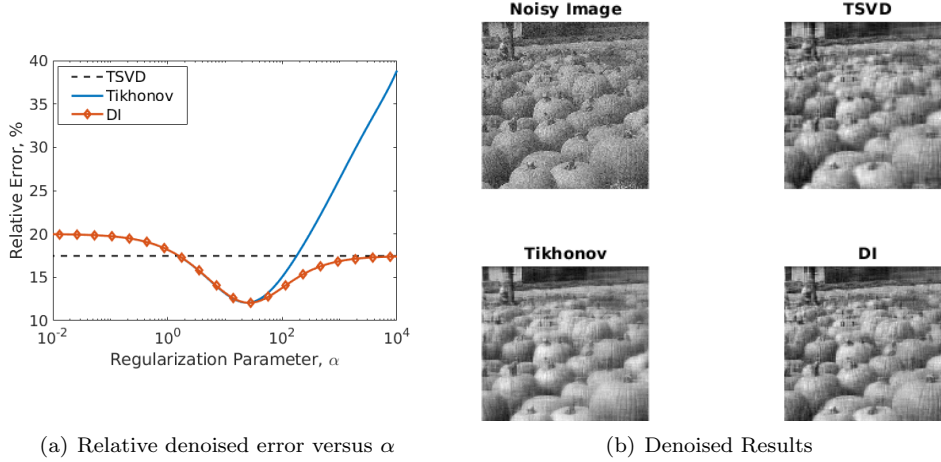 Noisy Image
TSVD
40
35
30
25
20
15
10
Relative Error, %
TSVD
Tikhonov
DI
10^-2
10^0
10^2
10^4
Regularization Parameter, α
Tikhonov
DI
(a) Relative denoised error versus α
(b) Denoised Results